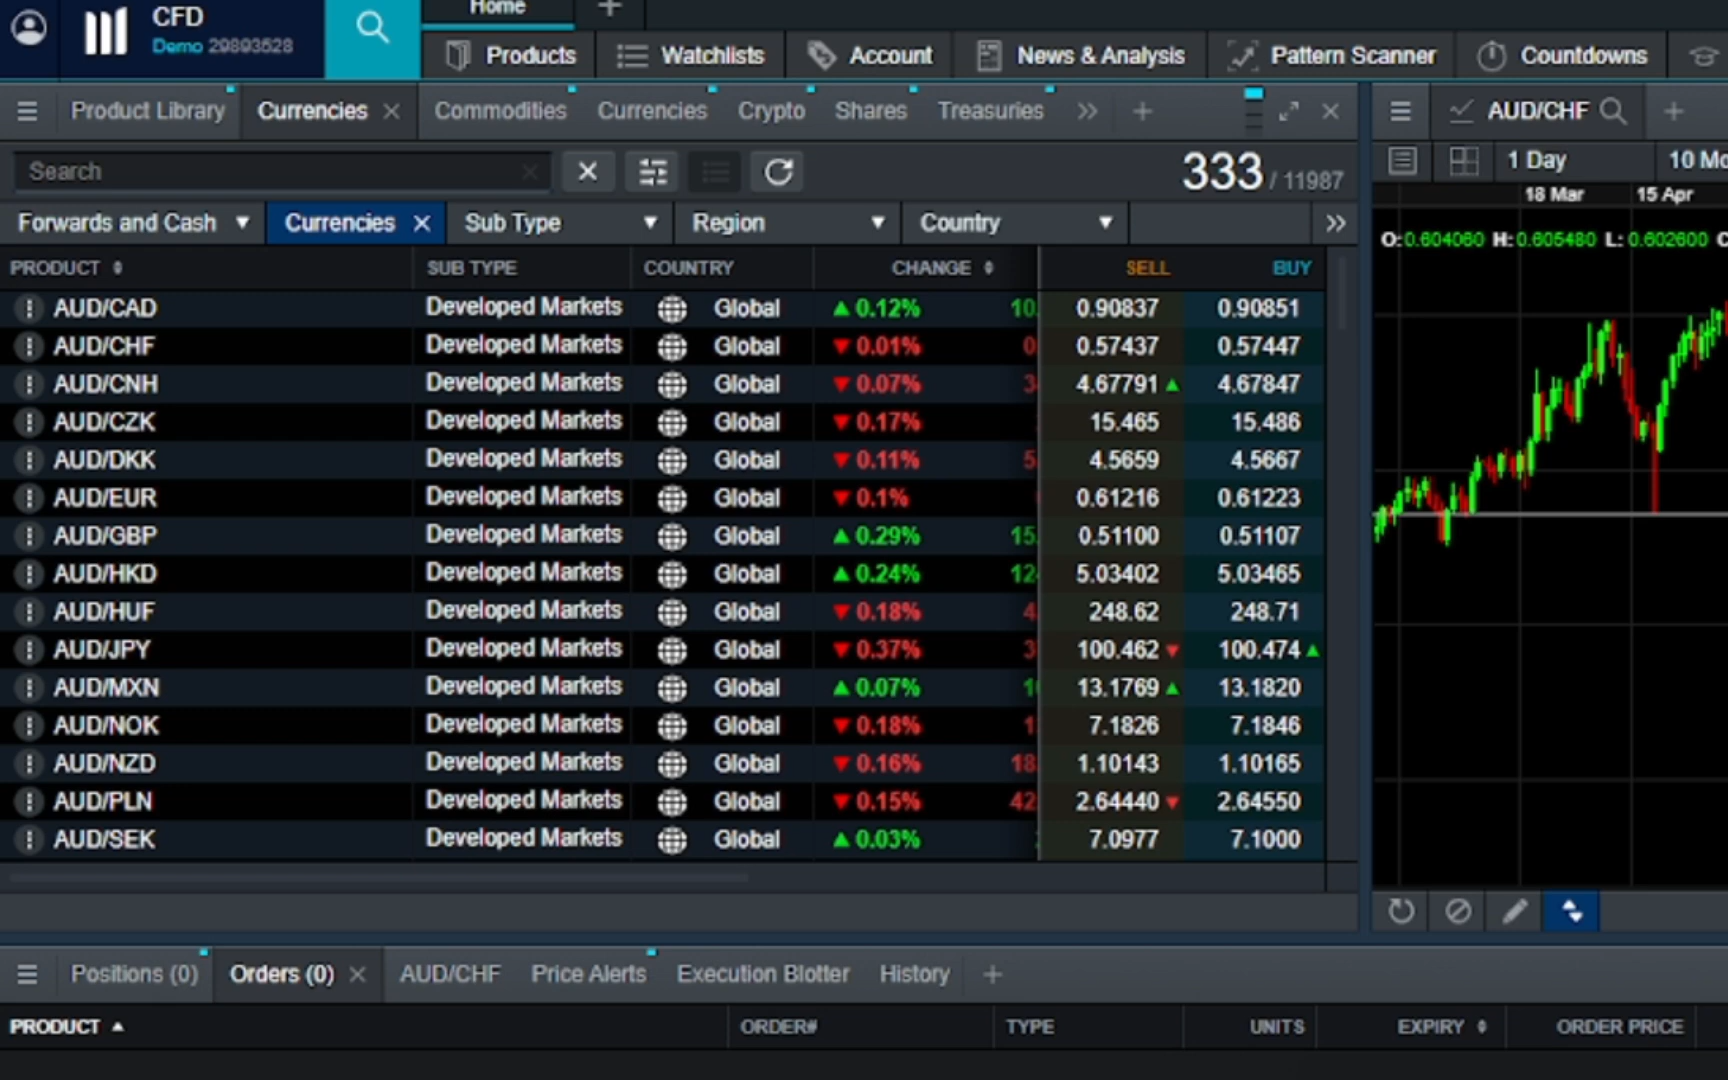 CFD
Demo 29893528
Home
Products
Watchlists
Account
News & Analysis
Pattern Scanner
Countdowns
Product Library
Currencies
Commodities
Currencies
Crypto
Shares
Treasuries
AUD/CHF
Search
333 / 11987
1 Day
Forwards and Cash
Currencies
Sub Type
Region
Country
18 Mar
15 Apr
O:0.604060 H:0.605480 L:0.602600
PRODUCT SUB TYPE COUNTRY CHANGE SELL BUY
AUD/CAD Developed Markets Global 0.12% 0.90837 0.90851
AUD/CHF Developed Markets Global 0.01% 0.57437 0.57447
AUD/CNH Developed Markets Global 0.07% 4.67791 4.67847
AUD/CZK Developed Markets Global 0.17% 15.465 15.486
AUD/DKK Developed Markets Global 0.11% 4.5659 4.5667
AUD/EUR Developed Markets Global 0.1% 0.61216 0.61223
AUD/GBP Developed Markets Global 0.29% 0.51100 0.51107
AUD/HKD Developed Markets Global 0.24% 5.03402 5.03465
AUD/HUF Developed Markets Global 0.18% 248.62 248.71
AUD/JPY Developed Markets Global 0.37% 100.462 100.474
AUD/MXN Developed Markets Global 0.07% 13.1769 13.1820
AUD/NOK Developed Markets Global 0.18% 7.1826 7.1846
AUD/NZD Developed Markets Global 0.16% 1.10143 1.10165
AUD/PLN Developed Markets Global 0.15% 2.64440 2.64550
AUD/SEK Developed Markets Global 0.03% 7.0977 7.1000
Positions (0)
Orders (0)
AUD/CHF
Price Alerts
Execution Blotter
History
PRODUCT ORDER# TYPE UNITS EXPIRY ORDER PRICE